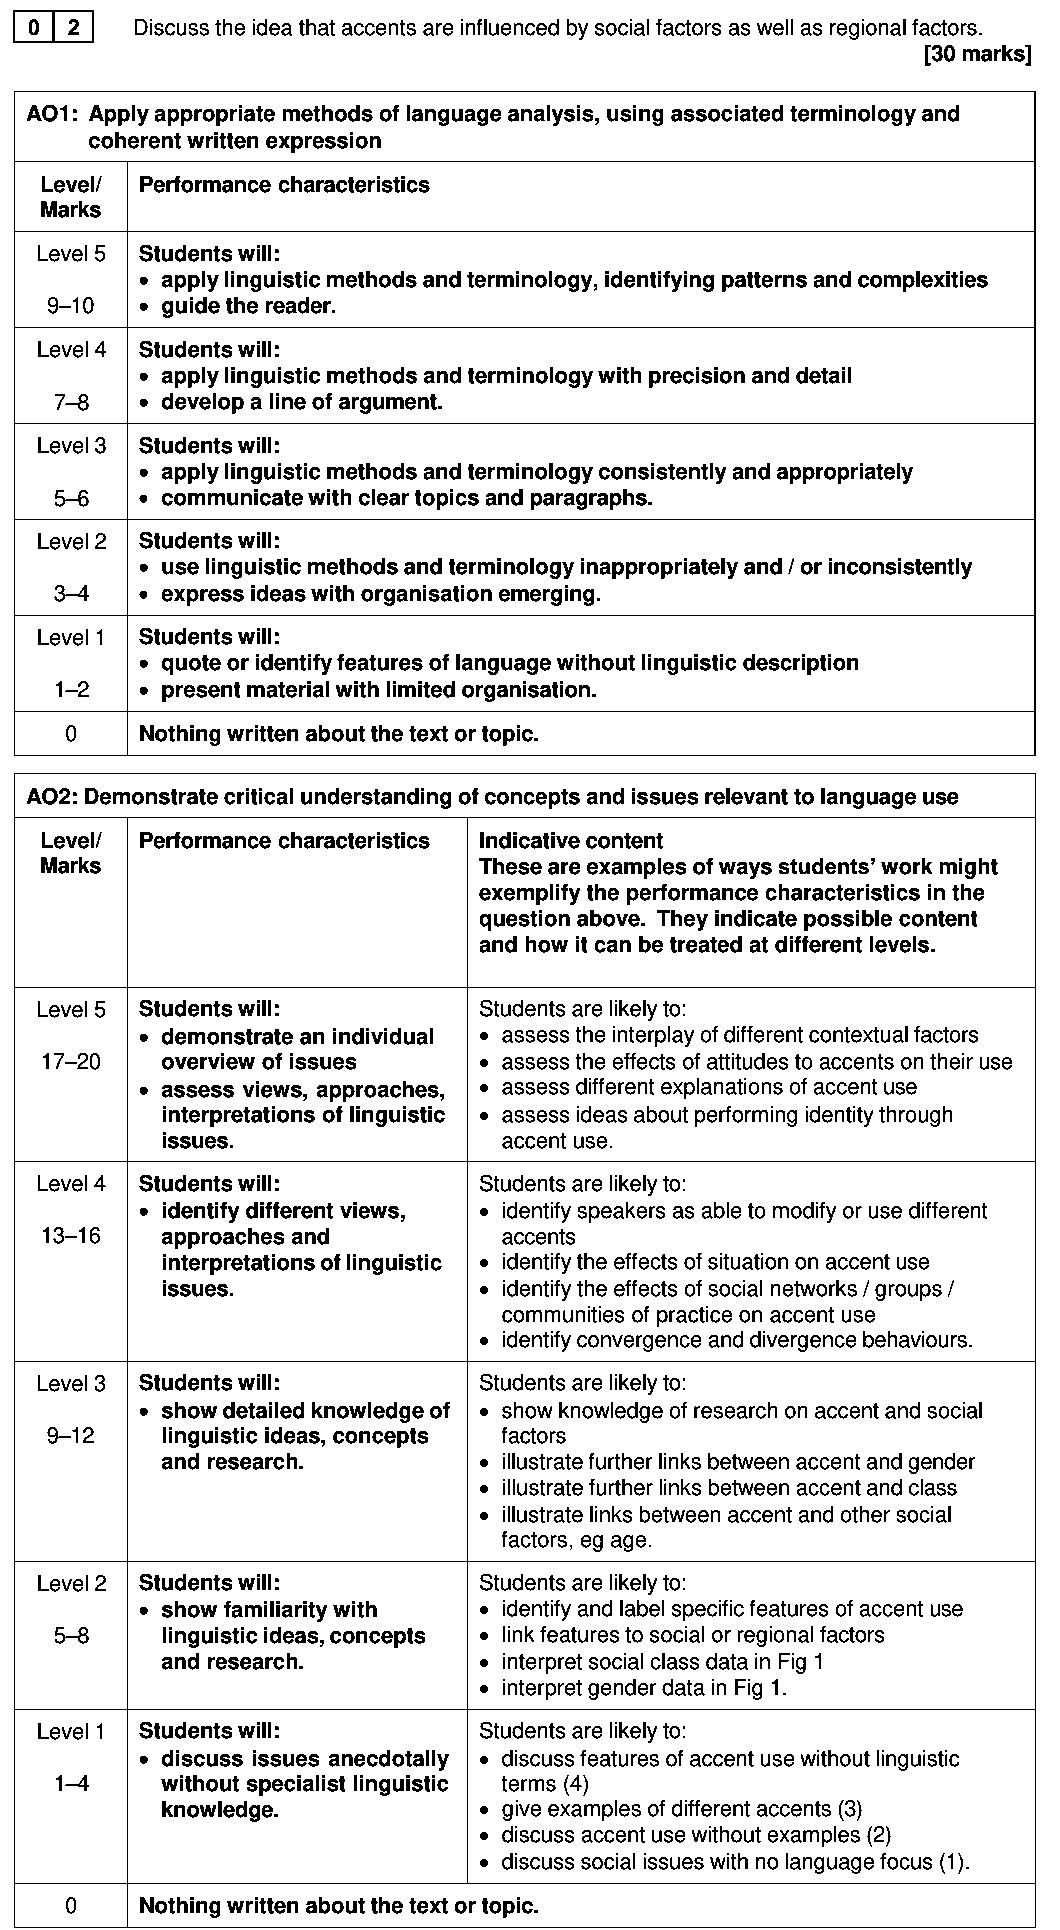 0 2 Discuss the idea that accents are influenced by social factors as well as regional factors.
[30 marks]
AO1: Apply appropriate methods of language analysis, using associated terminology and
coherent written expression
Level/
Marks
Performance characteristics
Level 5
9–10
Students will:
• apply linguistic methods and terminology, identifying patterns and complexities
• guide the reader.
Level 4
7–8
Students will:
• apply linguistic methods and terminology with precision and detail
• develop a line of argument.
Level 3
5–6
Students will:
• apply linguistic methods and terminology consistently and appropriately
• communicate with clear topics and paragraphs.
Level 2
3–4
Students will:
• use linguistic methods and terminology inappropriately and / or inconsistently
• express ideas with organisation emerging.
Level 1
1–2
Students will:
• quote or identify features of language without linguistic description
• present material with limited organisation.
0
Nothing written about the text or topic.
AO2: Demonstrate critical understanding of concepts and issues relevant to language use
Level/
Marks
Performance characteristics
Indicative content
These are examples of ways students' work might
exemplify the performance characteristics in the
question above. They indicate possible content
and how it can be treated at different levels.
Level 5
17–20
Students will:
• demonstrate an individual
overview of issues
• assess views, approaches,
interpretations of linguistic
issues.
Students are likely to:
• assess the interplay of different contextual factors
• assess the effects of attitudes to accents on their use
• assess different explanations of accent use
• assess ideas about performing identity through
accent use.
Level 4
13–16
Students will:
• identify different views,
approaches and
interpretations of linguistic
issues.
Students are likely to:
• identify speakers as able to modify or use different
accents
• identify the effects of situation on accent use
• identify the effects of social networks / groups /
communities of practice on accent use
• identify convergence and divergence behaviours.
Level 3
9–12
Students will:
• show detailed knowledge of
linguistic ideas, concepts
and research.
Students are likely to:
• show knowledge of research on accent and social
factors
• illustrate further links between accent and gender
• illustrate further links between accent and class
• illustrate links between accent and other social
factors, eg age.
Level 2
5–8
Students will:
• show familiarity with
linguistic ideas, concepts
and research.
Students are likely to:
• identify and label specific features of accent use
• link features to social or regional factors
• interpret social class data in Fig 1
• interpret gender data in Fig 1.
Level 1
1–4
Students will:
• discuss issues anecdotally
without specialist linguistic
knowledge.
Students are likely to:
• discuss features of accent use without linguistic
terms (4)
• give examples of different accents (3)
• discuss accent use without examples (2)
• discuss social issues with no language focus (1).
0
Nothing written about the text or topic.